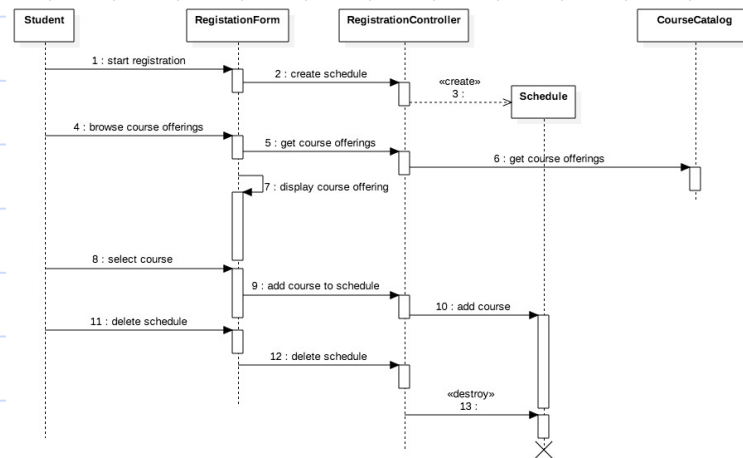 Student
RegistationForm
RegistrationController
CourseCatalog
1 : start registration
2 : create schedule
«create»
3 :
Schedule
4 : browse course offerings
5 : get course offerings
6 : get course offerings
7 : display course offering
8 : select course
9 : add course to schedule
10 : add course
11 : delete schedule
12 : delete schedule
«destroy»
13 :